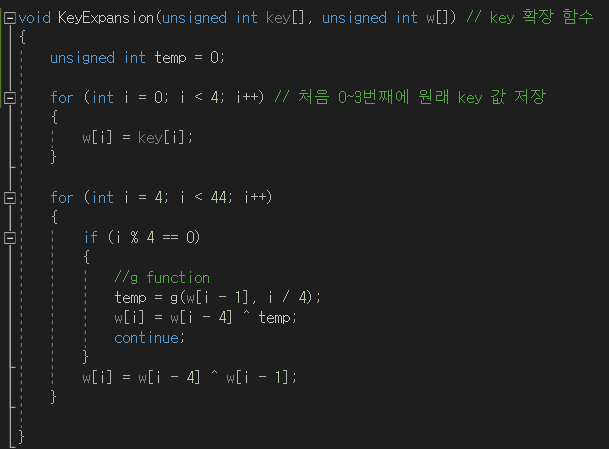 void KeyExpansion(unsigned int key[], unsigned int w[]) // key 확장 함수
{
    unsigned int temp = 0;

    for (int i = 0; i < 4; i++) // 처음 0~3번째에 원래 key 값 저장
    {
        w[i] = key[i];
    }

    for (int i = 4; i < 44; i++)
    {
        if (i % 4 == 0)
        {
            //g function
            temp = g(w[i - 1], i / 4);
            w[i] = w[i - 4] ^ temp;
            continue;
        }
        w[i] = w[i - 4] ^ w[i - 1];
    }

}